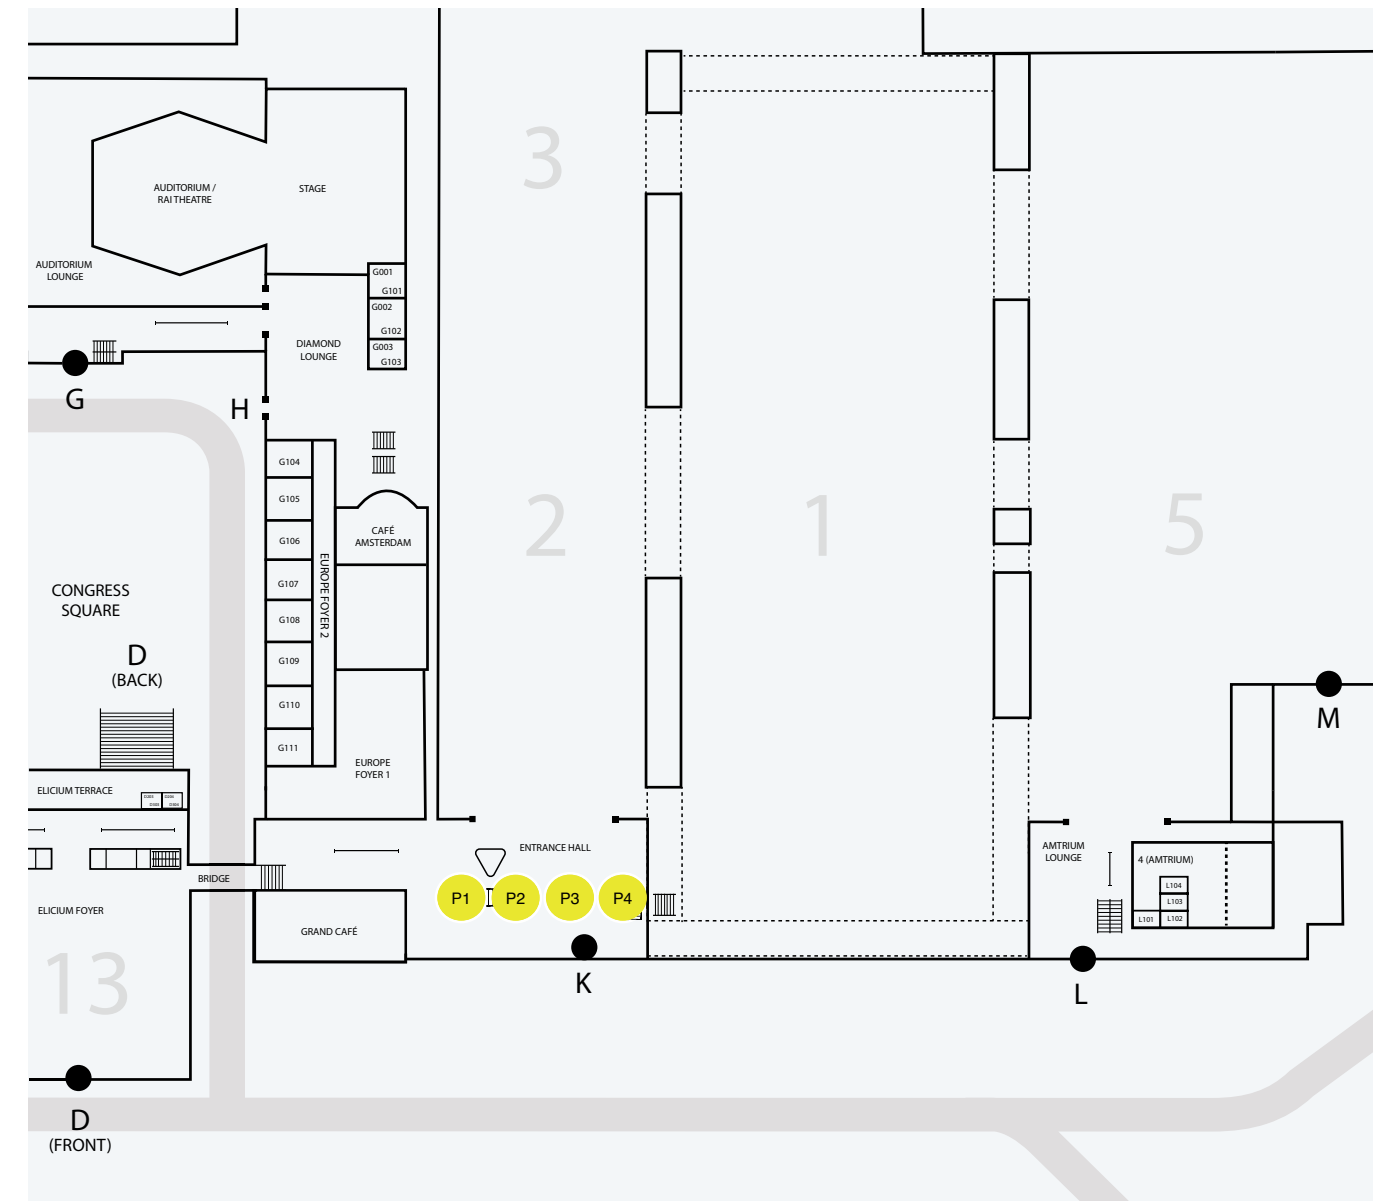 3
AUDITORIUM /
RAI THEATRE
STAGE
AUDITORIUM
LOUNGE
G001
G101
G002
G102
G003
G103
DIAMOND
LOUNGE
G
H
G104
G105
G106
G107
G108
G109
G110
G111
EUROPE FOYER 2
CAFÉ
AMSTERDAM
2
1
5
CONGRESS
SQUARE
D
(BACK)
M
EUROPE
FOYER 1
ELICIUM TERRACE
ENTRANCE HALL
AMTRIUM
LOUNGE
4 (AMTRIUM)
L104
L103
L101
L102
BRIDGE
P1
P2
P3
P4
ELICIUM FOYER
GRAND CAFÉ
13
K
L
D
(FRONT)